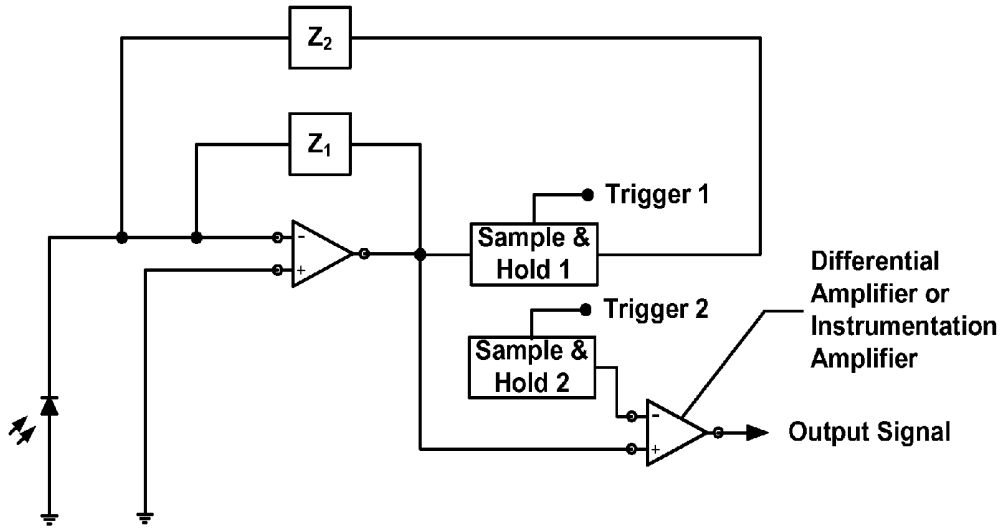 Z₂
Z₁
Trigger 1
Sample &
Hold 1
-
+
Differential
Amplifier or
Instrumentation
Amplifier
Trigger 2
Sample &
Hold 2
-
+
Output Signal